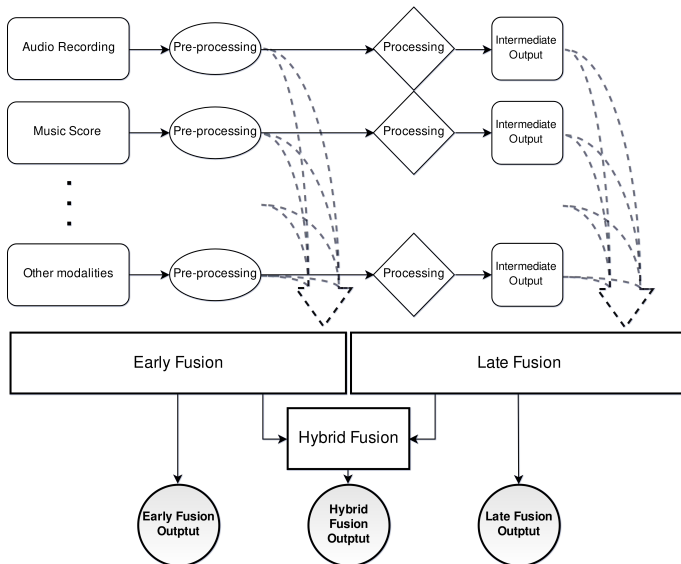 Audio Recording
Pre-processing
Processing
Intermediate
Output
Music Score
Pre-processing
Processing
Intermediate
Output
Other modalities
Pre-processing
Processing
Intermediate
Output
Early Fusion
Late Fusion
Hybrid Fusion
Early Fusion
Outptut
Hybrid
Fusion
Outptut
Late Fusion
Outptut